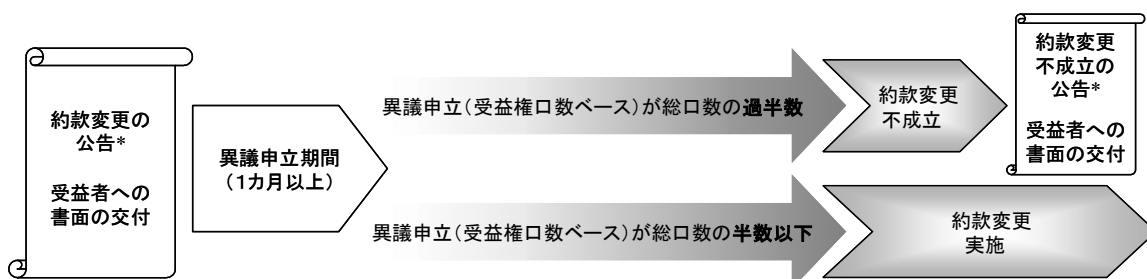 約款変更の
公告*
受益者への
書面の交付
異議申立期間
（1カ月以上）
異議申立（受益権口数ベース）が総口数の過半数
約款変更
不成立
約款変更
不成立の
公告*
受益者への
書面の交付
異議申立（受益権口数ベース）が総口数の半数以下
約款変更
実施